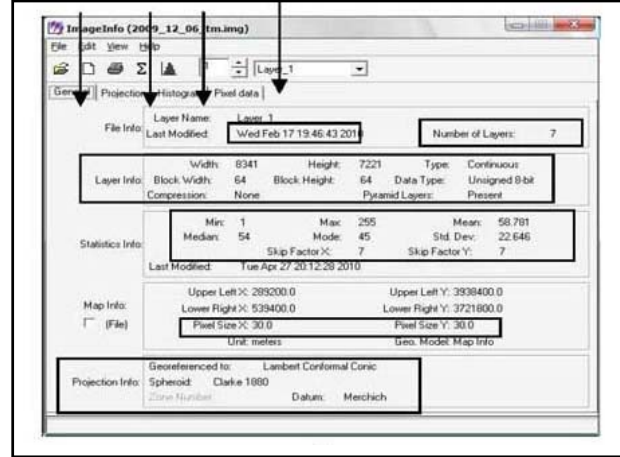 ImageInfo (2009_12_06_tm.img)
File Edit View Help
Layer_1
General Projection Histogram Pixel data
File Info: Layer Name: Layer_1
Last Modified: Wed Feb 17 19:46:43 2010 Number of Layers: 7
Width: 8341 Height: 7221 Type: Continuous
Layer Info: Block Width: 64 Block Height: 64 Data Type: Unsigned 8-bit
Compression: None Pyramid Layers: Present
Min: 1 Max: 255 Mean: 58.781
Median: 54 Mode: 45 Std. Dev: 22.646
Statistics Info: Skip Factor X: 7 Skip Factor Y: 7
Last Modified: Tue Apr 27 20:12:28 2010
Upper Left X: 289200.0 Upper Left Y: 3938400.0
Map Info: Lower Right X: 539400.0 Lower Right Y: 3721800.0
(File) Pixel Size X: 30.0 Pixel Size Y: 30.0
Unit: meters Geo. Model: Map Info
Georeferenced to: Lambert Conformal Conic
Projection Info: Spheroid: Clarke 1880
Zone Number: Datum: Merchich